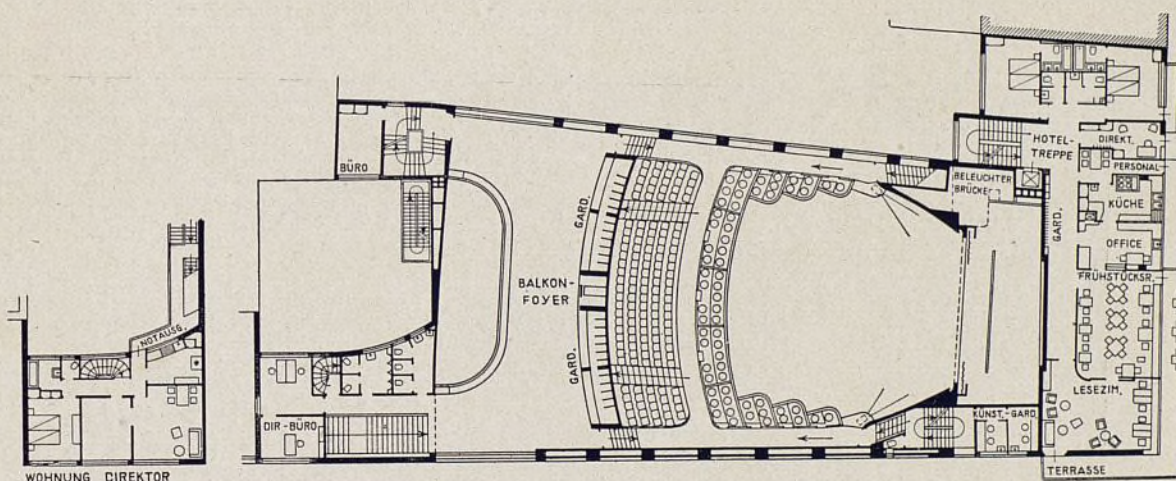 NOTAUSG.
WOHNUNG DIREKTOR
BÜRO
DIR-BÜRO
GARD.
BALKON-
FOYER
GARD.
BELEUCHTER
BRÜCKE
KÜNST.-GARD.
HOTEL-
TREPPE
DIREKT.
PERSONAL
GARD.
KÜCHE
OFFICE
FRÜHSTÜCKSR.
LESEZIM.
TERRASSE